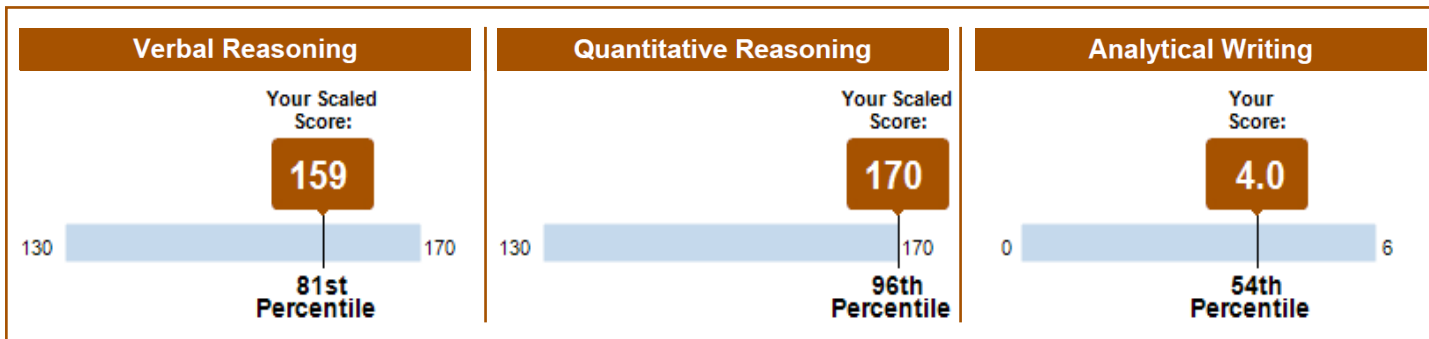 Verbal Reasoning
Your Scaled
Score:
159
130
170
81st
Percentile
Quantitative Reasoning
Your Scaled
Score:
170
130
170
96th
Percentile
Analytical Writing
Your
Score:
4.0
0
6
54th
Percentile